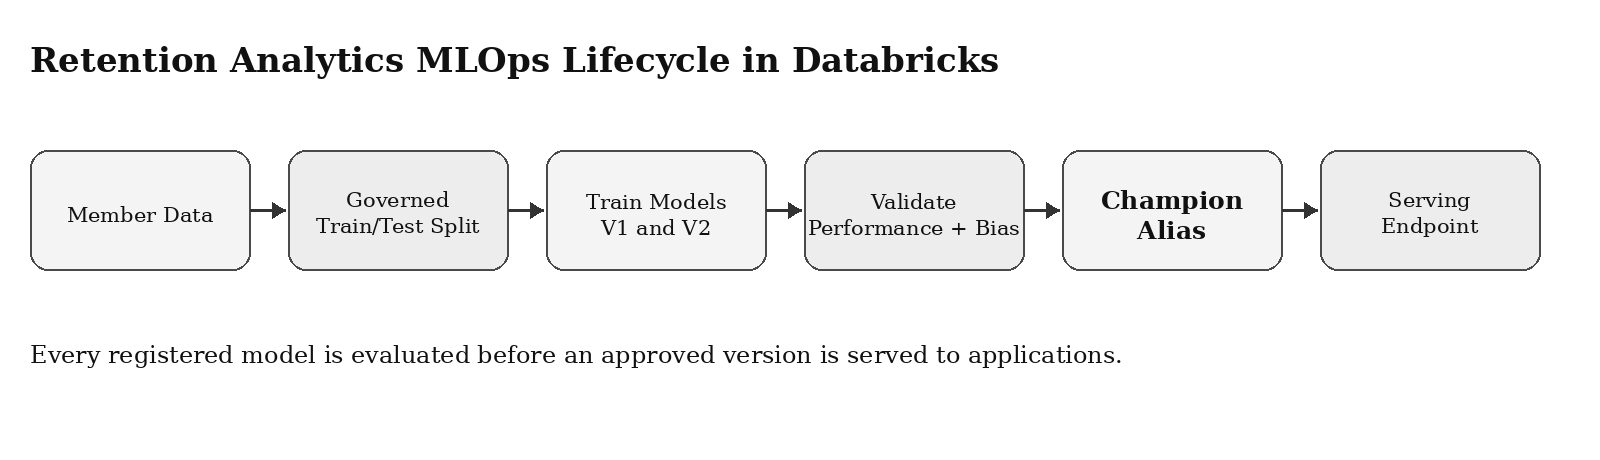 Retention Analytics MLOps Lifecycle in Databricks
Member Data
Governed
Train/Test Split
Train Models
V1 and V2
Validate
Performance + Bias
Champion
Alias
Serving
Endpoint
Every registered model is evaluated before an approved version is served to applications.